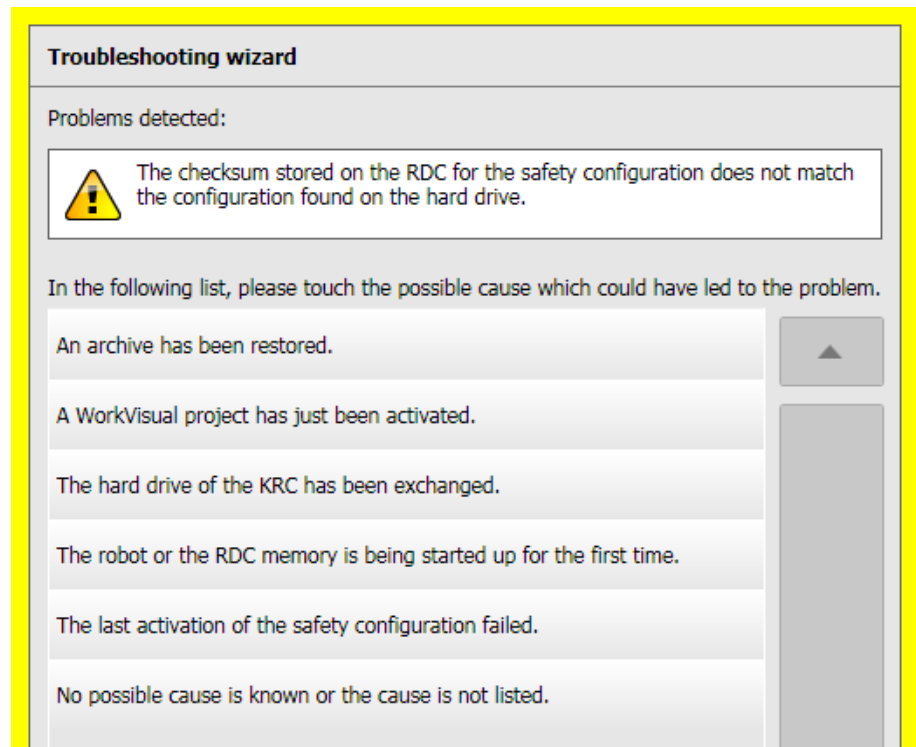 Troubleshooting wizard
Problems detected:
The checksum stored on the RDC for the safety configuration does not match
the configuration found on the hard drive.
In the following list, please touch the possible cause which could have led to the problem.
An archive has been restored.
A WorkVisual project has just been activated.
The hard drive of the KRC has been exchanged.
The robot or the RDC memory is being started up for the first time.
The last activation of the safety configuration failed.
No possible cause is known or the cause is not listed.